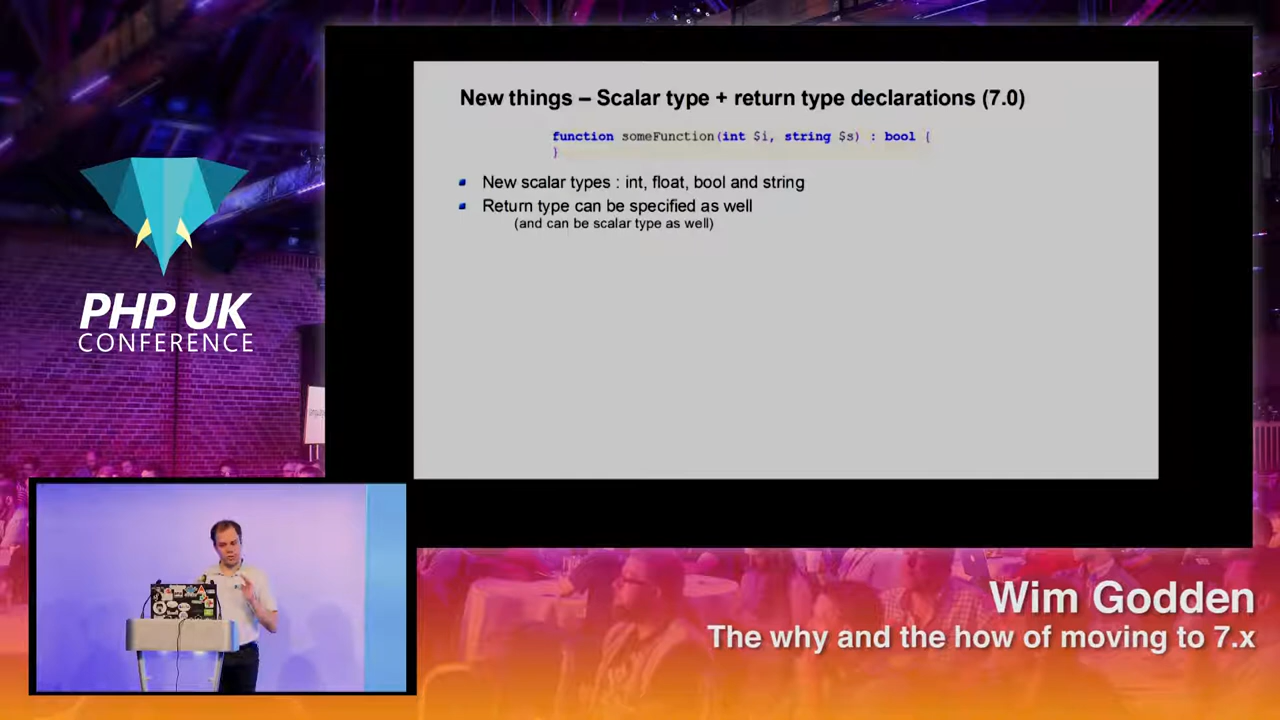 New things – Scalar type + return type declarations (7.0)
function someFunction(int $i, string $s) : bool {
}
New scalar types : int, float, bool and string
Return type can be specified as well
(and can be scalar type as well)
PHP UK
CONFERENCE
Wim Godden
The why and the how of moving to 7.x